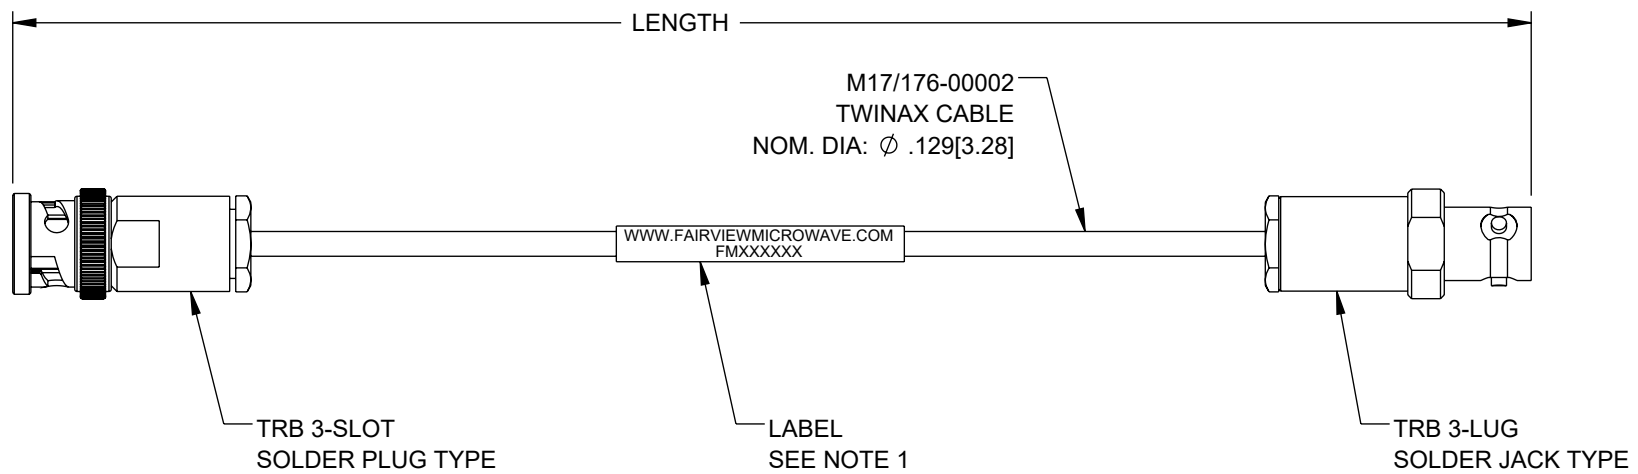 LENGTH
M17/176-00002
TWINAX CABLE
NOM. DIA: ∅ .129[3.28]
WWW.FAIRVIEWMICROWAVE.COM
FMXXXXXX
TRB 3-SLOT
SOLDER PLUG TYPE
LABEL
SEE NOTE 1
TRB 3-LUG
SOLDER JACK TYPE